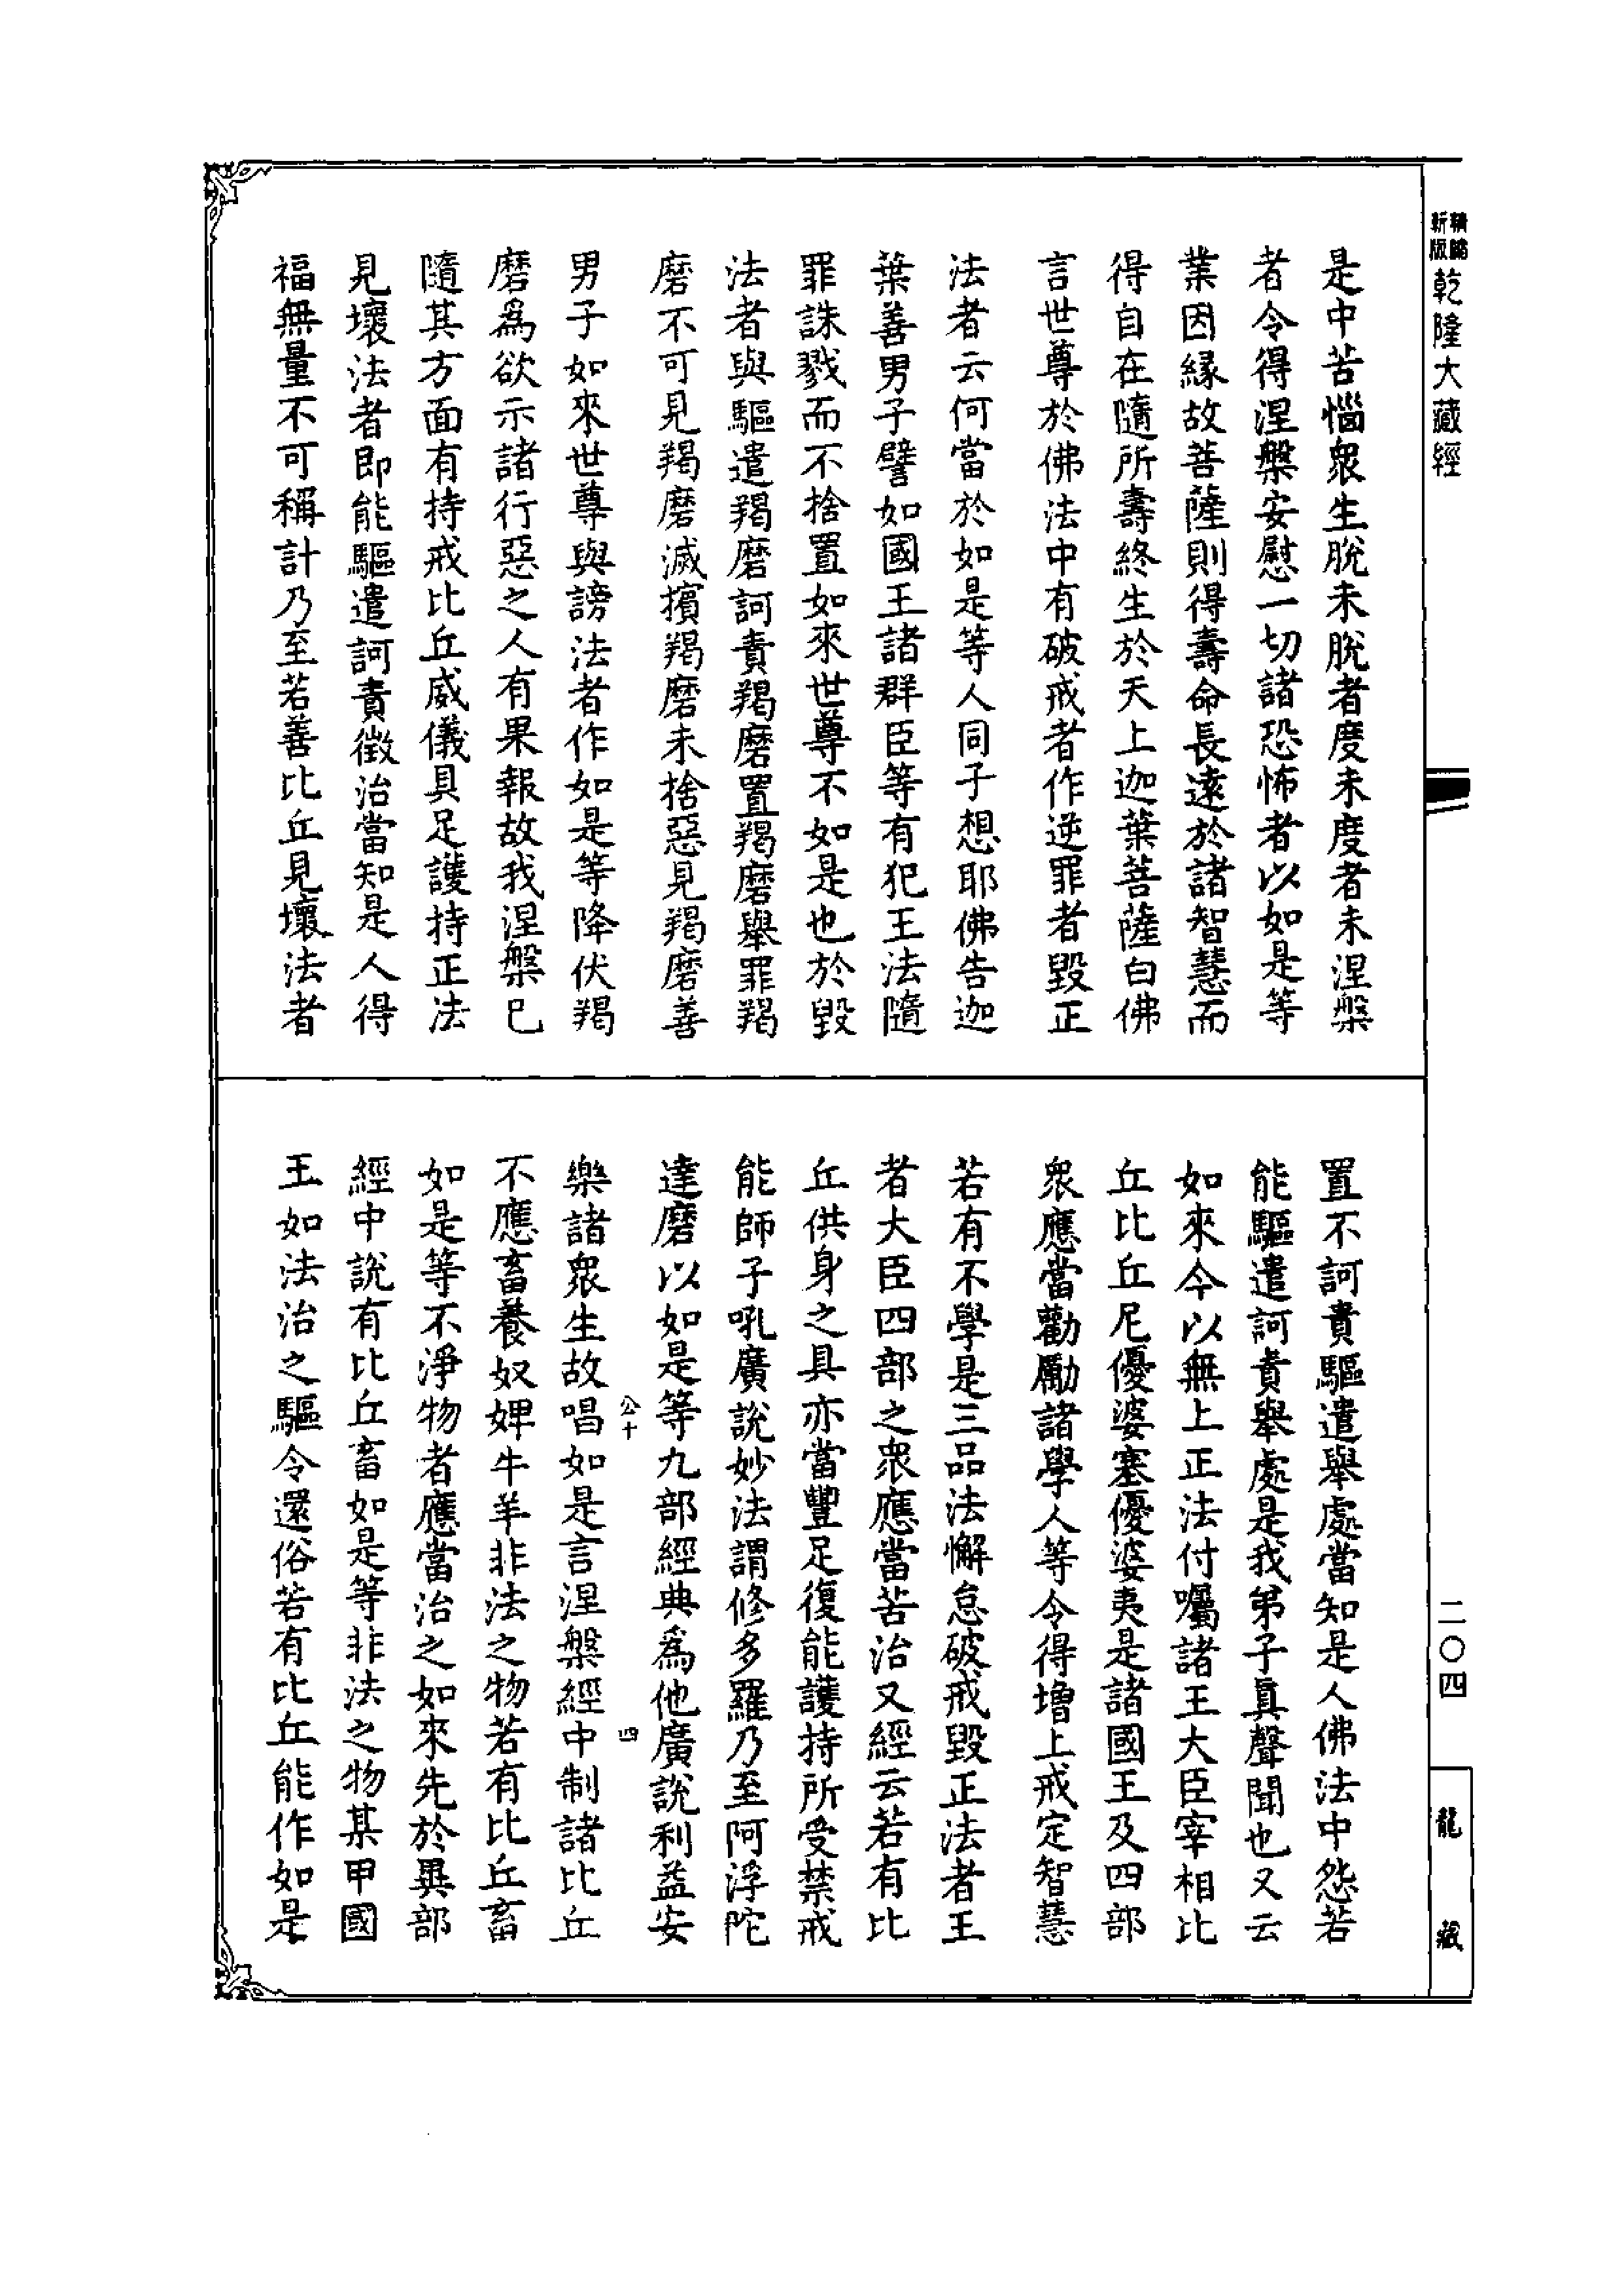 精編
新版
乾隆大藏經
是中苦惱衆生脫未脫者度未度者未涅槃
者令得涅槃安慰一切諸恐怖者以如是等
業因緣故菩薩則得壽命長遠於諸智慧而
得自在隨所壽終生於天上迦葉菩薩白佛
言世尊於佛法中有破戒者作逆罪者毀正
法者云何當於如是等人同子想耶佛告迦
葉善男子譬如國王諸群臣等有犯王法隨
罪誅戮而不捨置如來世尊不如是也於毀
法者與驅遣羯磨訶責羯磨置羯磨舉罪羯
磨不可見羯磨滅擯羯磨未捨惡見羯磨善
男子如來世尊與謗法者作如是等降伏羯
磨爲欲示諸行惡之人有果報故我涅槃已
隨其方面有持戒比丘威儀具足護持正法
見壞法者即能驅遣訶責徵治當知是人得
福無量不可稱計乃至若善比丘見壞法者
置不訶責驅遣舉處當知是人佛法中怨若
能驅遣訶責舉處是我弟子真聲聞也又云
如來今以無上正法付囑諸王大臣宰相比
丘比丘尼優婆塞優婆夷是諸國王及四部
衆應當勸勵諸學人等令得增上戒定智慧
若有不學是三品法懈怠破戒毀正法者王
者大臣四部之衆應當苦治又經云若有比
丘供身之具亦當豐足復能護持所受禁戒
能師子吼廣說妙法謂修多羅乃至阿浮陀
達磨以如是等九部經典爲他廣說利益安
公十
四
樂諸衆生故唱如是言涅槃經中制諸比丘
不應畜養奴婢牛羊非法之物若有比丘畜
如是等不淨物者應當治之如來先於異部
經中說有比丘畜如是等非法之物某甲國
王如法治之驅令還俗若有比丘能作如是
二〇四
龍藏